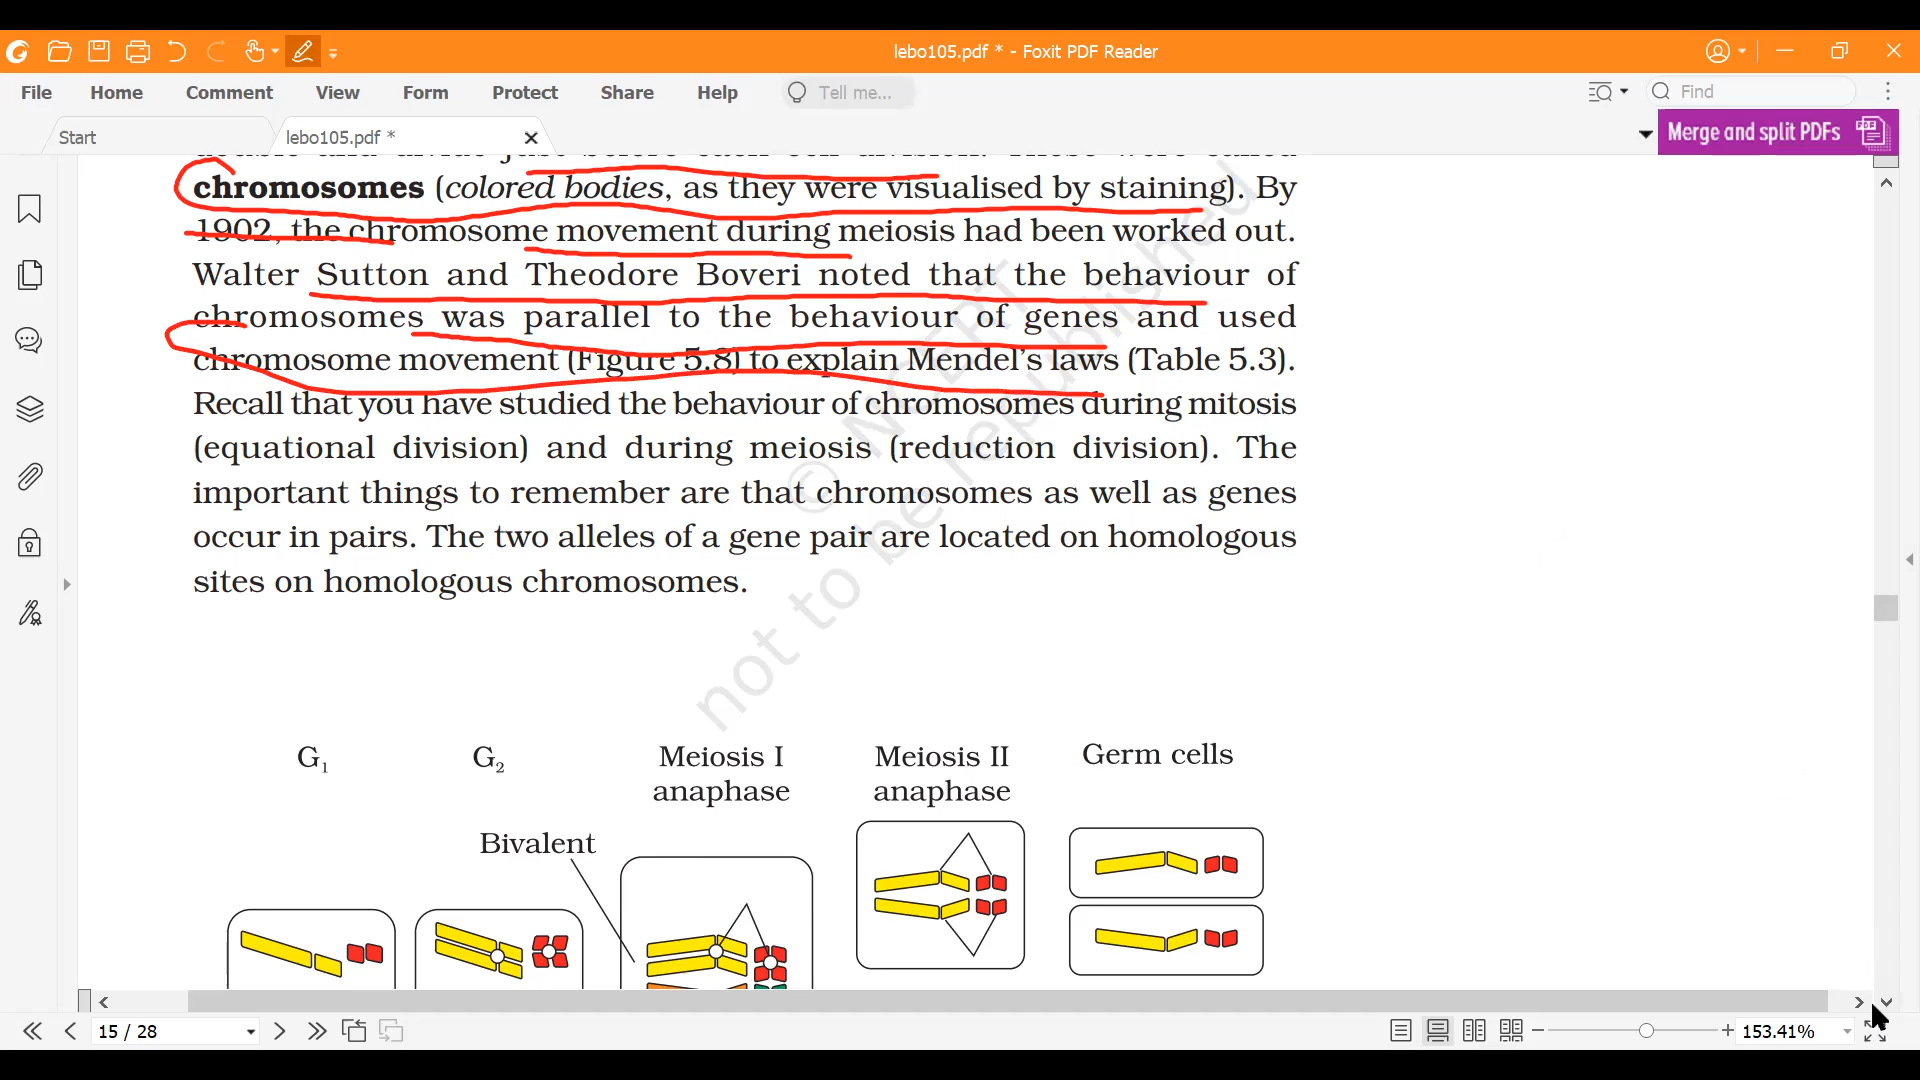 lebo105.pdf * - Foxit PDF Reader
File Home Comment View Form Protect Share Help Tell me... Find
Start lebo105.pdf * Merge and split PDFs
chromosomes (colored bodies, as they were visualised by staining). By
1902, the chromosome movement during meiosis had been worked out.
Walter Sutton and Theodore Boveri noted that the behaviour of
chromosomes was parallel to the behaviour of genes and used
chromosome movement (Figure 5.8) to explain Mendel's laws (Table 5.3).
Recall that you have studied the behaviour of chromosomes during mitosis
(equational division) and during meiosis (reduction division). The
important things to remember are that chromosomes as well as genes
occur in pairs. The two alleles of a gene pair are located on homologous
sites on homologous chromosomes.
© NCERT
not to be republished
G₁ G₂ Meiosis I Meiosis II Germ cells
anaphase anaphase
Bivalent
15 / 28 153.41%